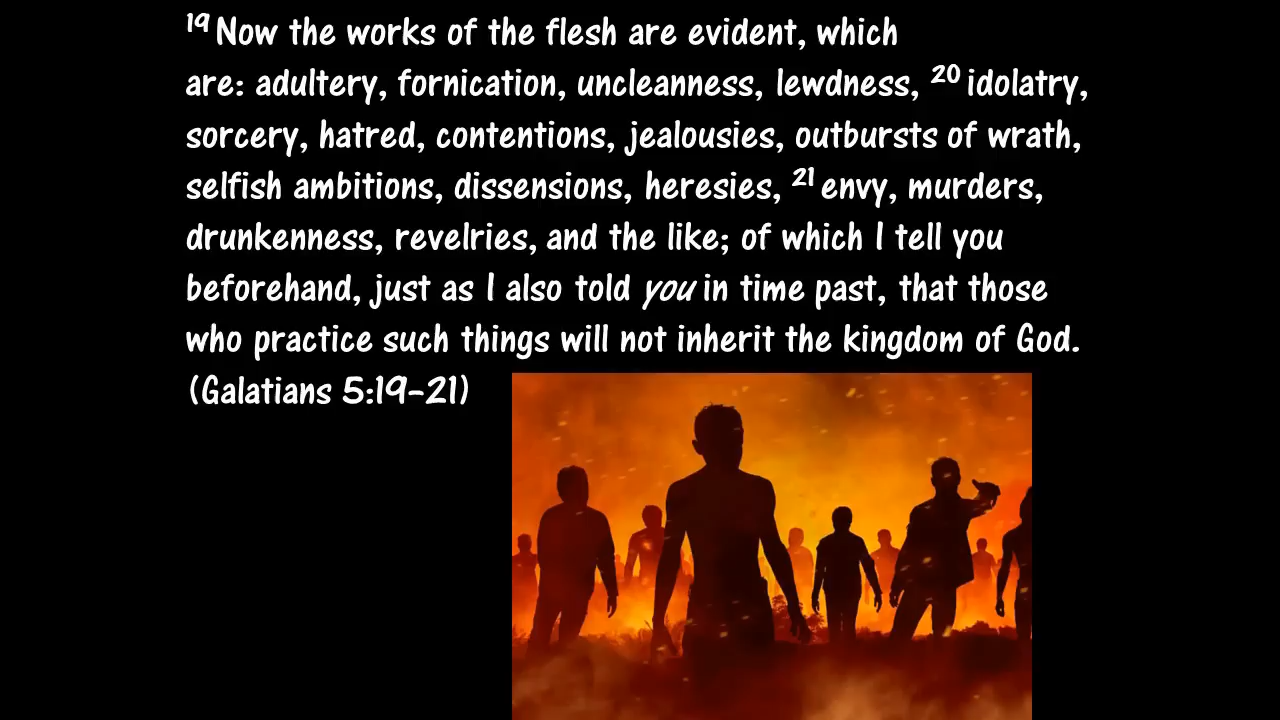 19 Now the works of the flesh are evident, which
are: adultery, fornication, uncleanness, lewdness, 20 idolatry,
sorcery, hatred, contentions, jealousies, outbursts of wrath,
selfish ambitions, dissensions, heresies, 21 envy, murders,
drunkenness, revelries, and the like; of which I tell you
beforehand, just as I also told you in time past, that those
who practice such things will not inherit the kingdom of God.
(Galatians 5:19-21)